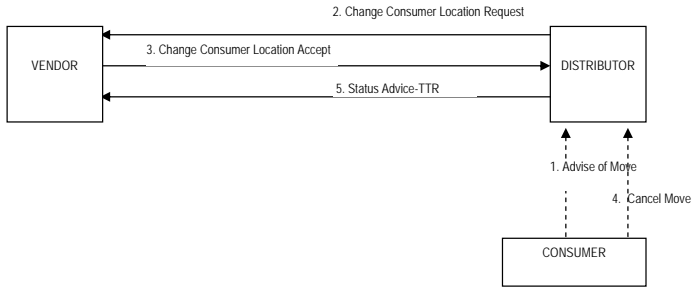 2. Change Consumer Location Request
3. Change Consumer Location Accept
VENDOR
DISTRIBUTOR
5. Status Advice-TTR
1. Advise of Move
4. Cancel Move
CONSUMER